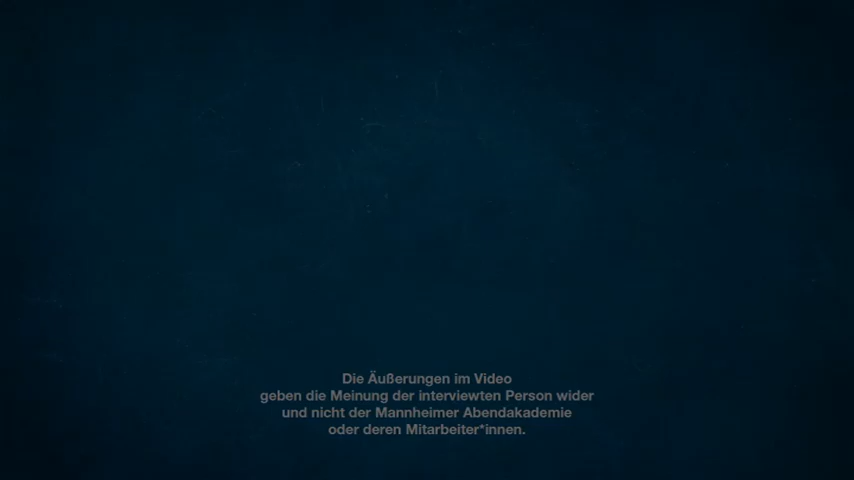 Die Äußerungen im Video
geben die Meinung der interviewten Person wider
und nicht der Mannheimer Abendakademie
oder deren Mitarbeiter*innen.